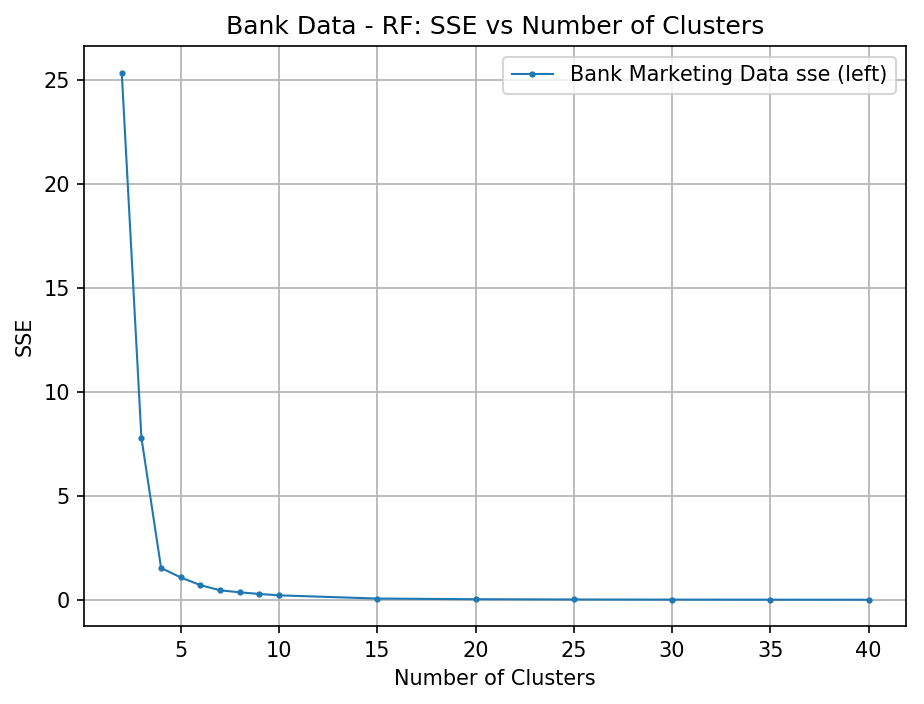 Bank Data - RF: SSE vs Number of Clusters
Bank Marketing Data sse (left)
25
20
15
10
5
0
SSE
5 10 15 20 25 30 35 40
Number of Clusters